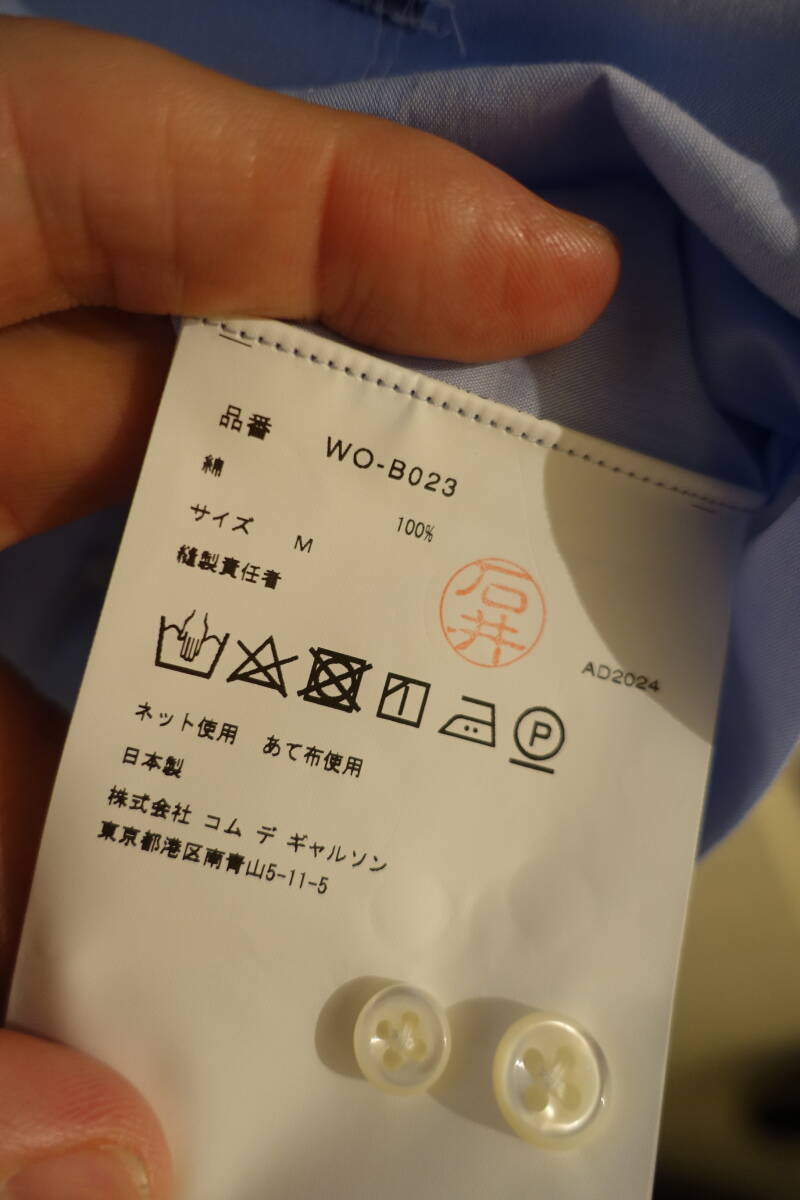 品番 WO-B023
綿 100%
サイズ M
縫製責任者
石井
AD2024
P
ネット使用 あて布使用
日本製
株式会社 コム デ ギャルソン
東京都港区南青山5-11-5